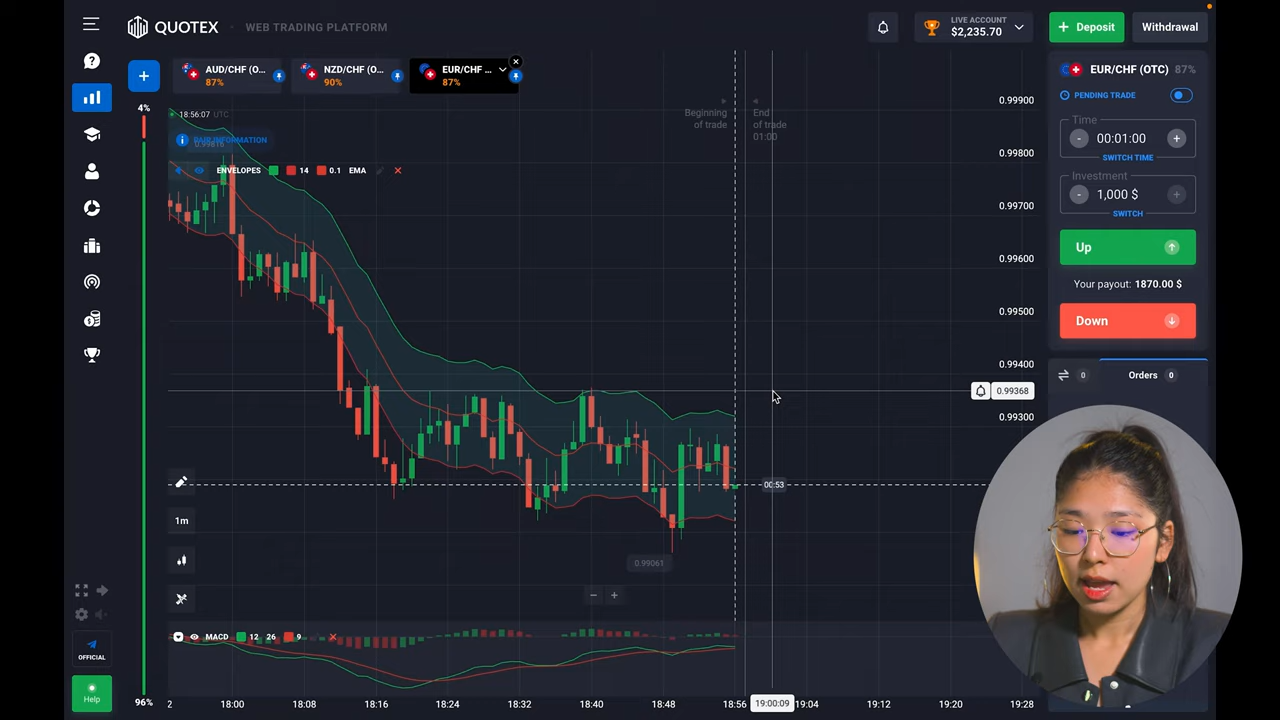 QUOTEX
WEB TRADING PLATFORM
LIVE ACCOUNT
$2,235.70
Deposit
Withdrawal
AUD/CHF (O...
87%
NZD/CHF (O...
90%
EUR/CHF ...
87%
4%
18:56:07 UTC
PAIR INFORMATION
ENVELOPES 14 0.1 EMA
Beginning
of trade
End
of trade
01:00
0.99900
0.99800
0.99700
0.99600
0.99500
0.99400
0.99368
0.99300
00:53
1m
0.99061
MACD 12 26 9
96%
2 18:00 18:08 18:16 18:24 18:32 18:40 18:48 18:56 19:00:09 19:04 19:12 19:20 19:28
EUR/CHF (OTC) 87%
PENDING TRADE
Time
- 00:01:00 +
SWITCH TIME
Investment
- 1,000 $ +
SWITCH
Up
Your payout: 1870.00 $
Down
0 Orders 0
OFFICIAL
Help